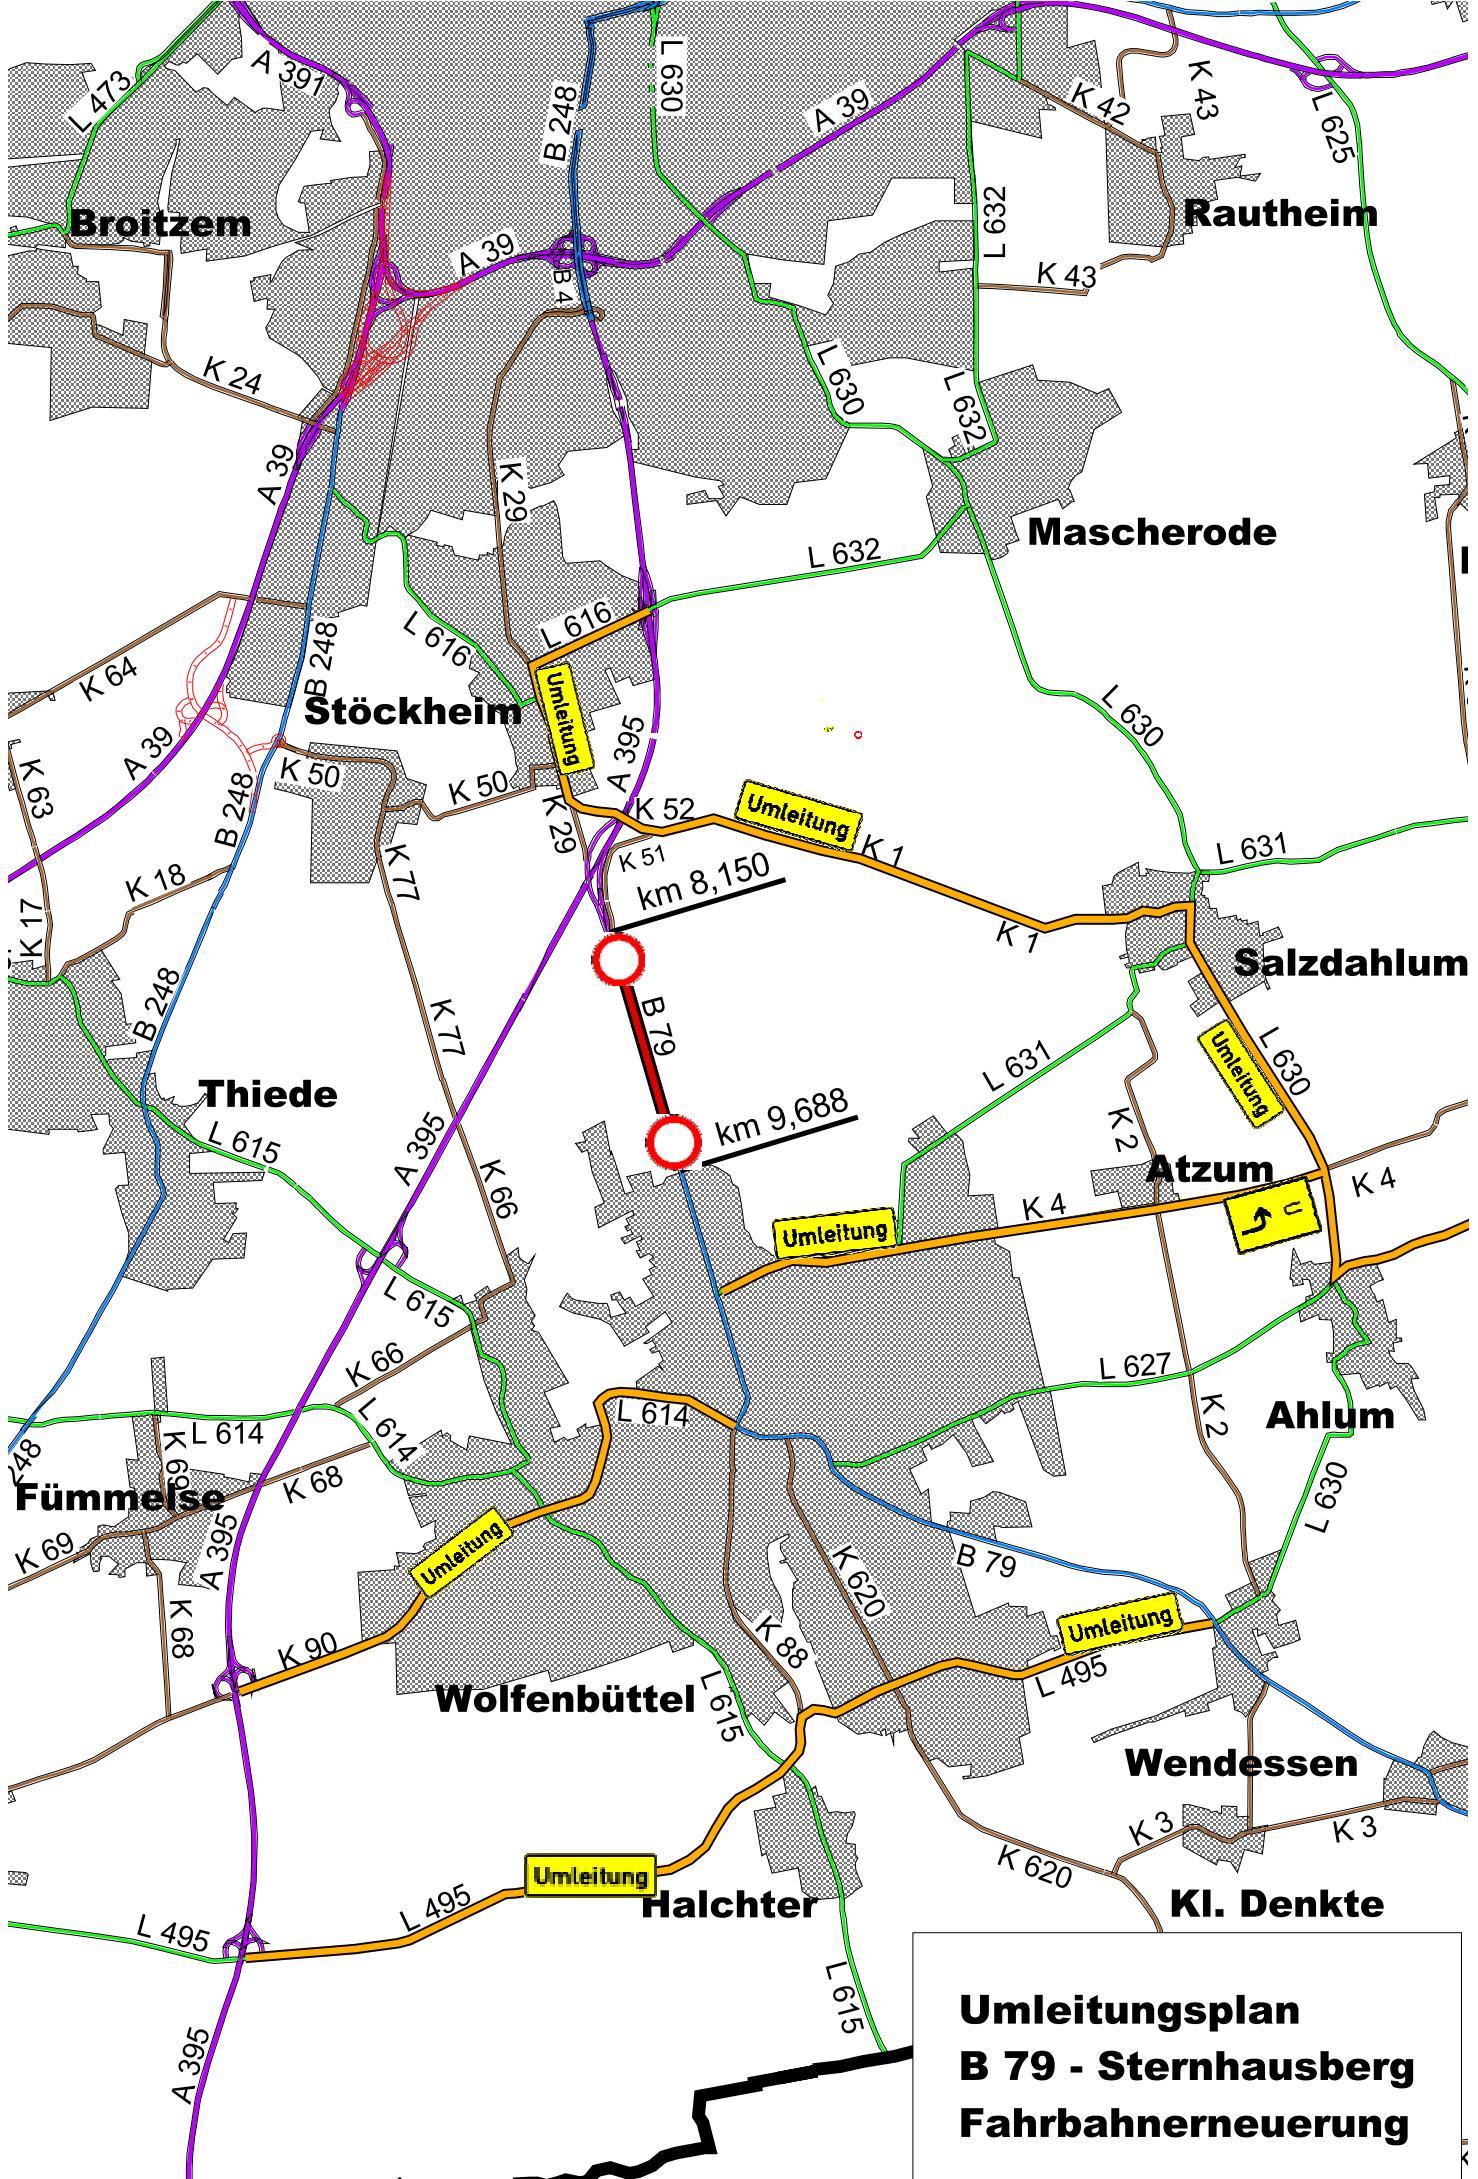 A 391
L 473
L 630
B 248
A 39
K 42
K 43
L 625
Broitzem
L 632
Rautheim
A 39
B 4
K 43
K 24
L 630
L 632
A 39
K 29
Mascherode
L 632
L 616
L 616
B 248
K 64
Stöckheim
Umleitung
L 630
A 39
A 395
K 63
K 50
K 50
B 248
K 29
K 52
Umleitung
K 1
L 631
K 51
km 8,150
K 77
K 18
K 17
K 1
Salzdahlum
B 248
K 77
B 79
L 631
Umleitung
L 630
Thiede
km 9,688
L 615
A 395
K 2
Atzum
K 66
K 4
K 4
U
Umleitung
L 615
K 66
L 627
L 614
L 614
L 614
K 2
Ahlum
248
K 69
K 68
Fümmelse
L 630
K 69
A 395
Umleitung
B 79
K 620
K 68
K 90
K 88
Umleitung
L 495
Wolfenbüttel
L 615
Wendessen
K 3
K 3
K 620
Umleitung
Halchter
L 495
L 495
Kl. Denkte
L 615
A 395
Umleitungsplan
B 79 - Sternhausberg
Fahrbahnerneuerung